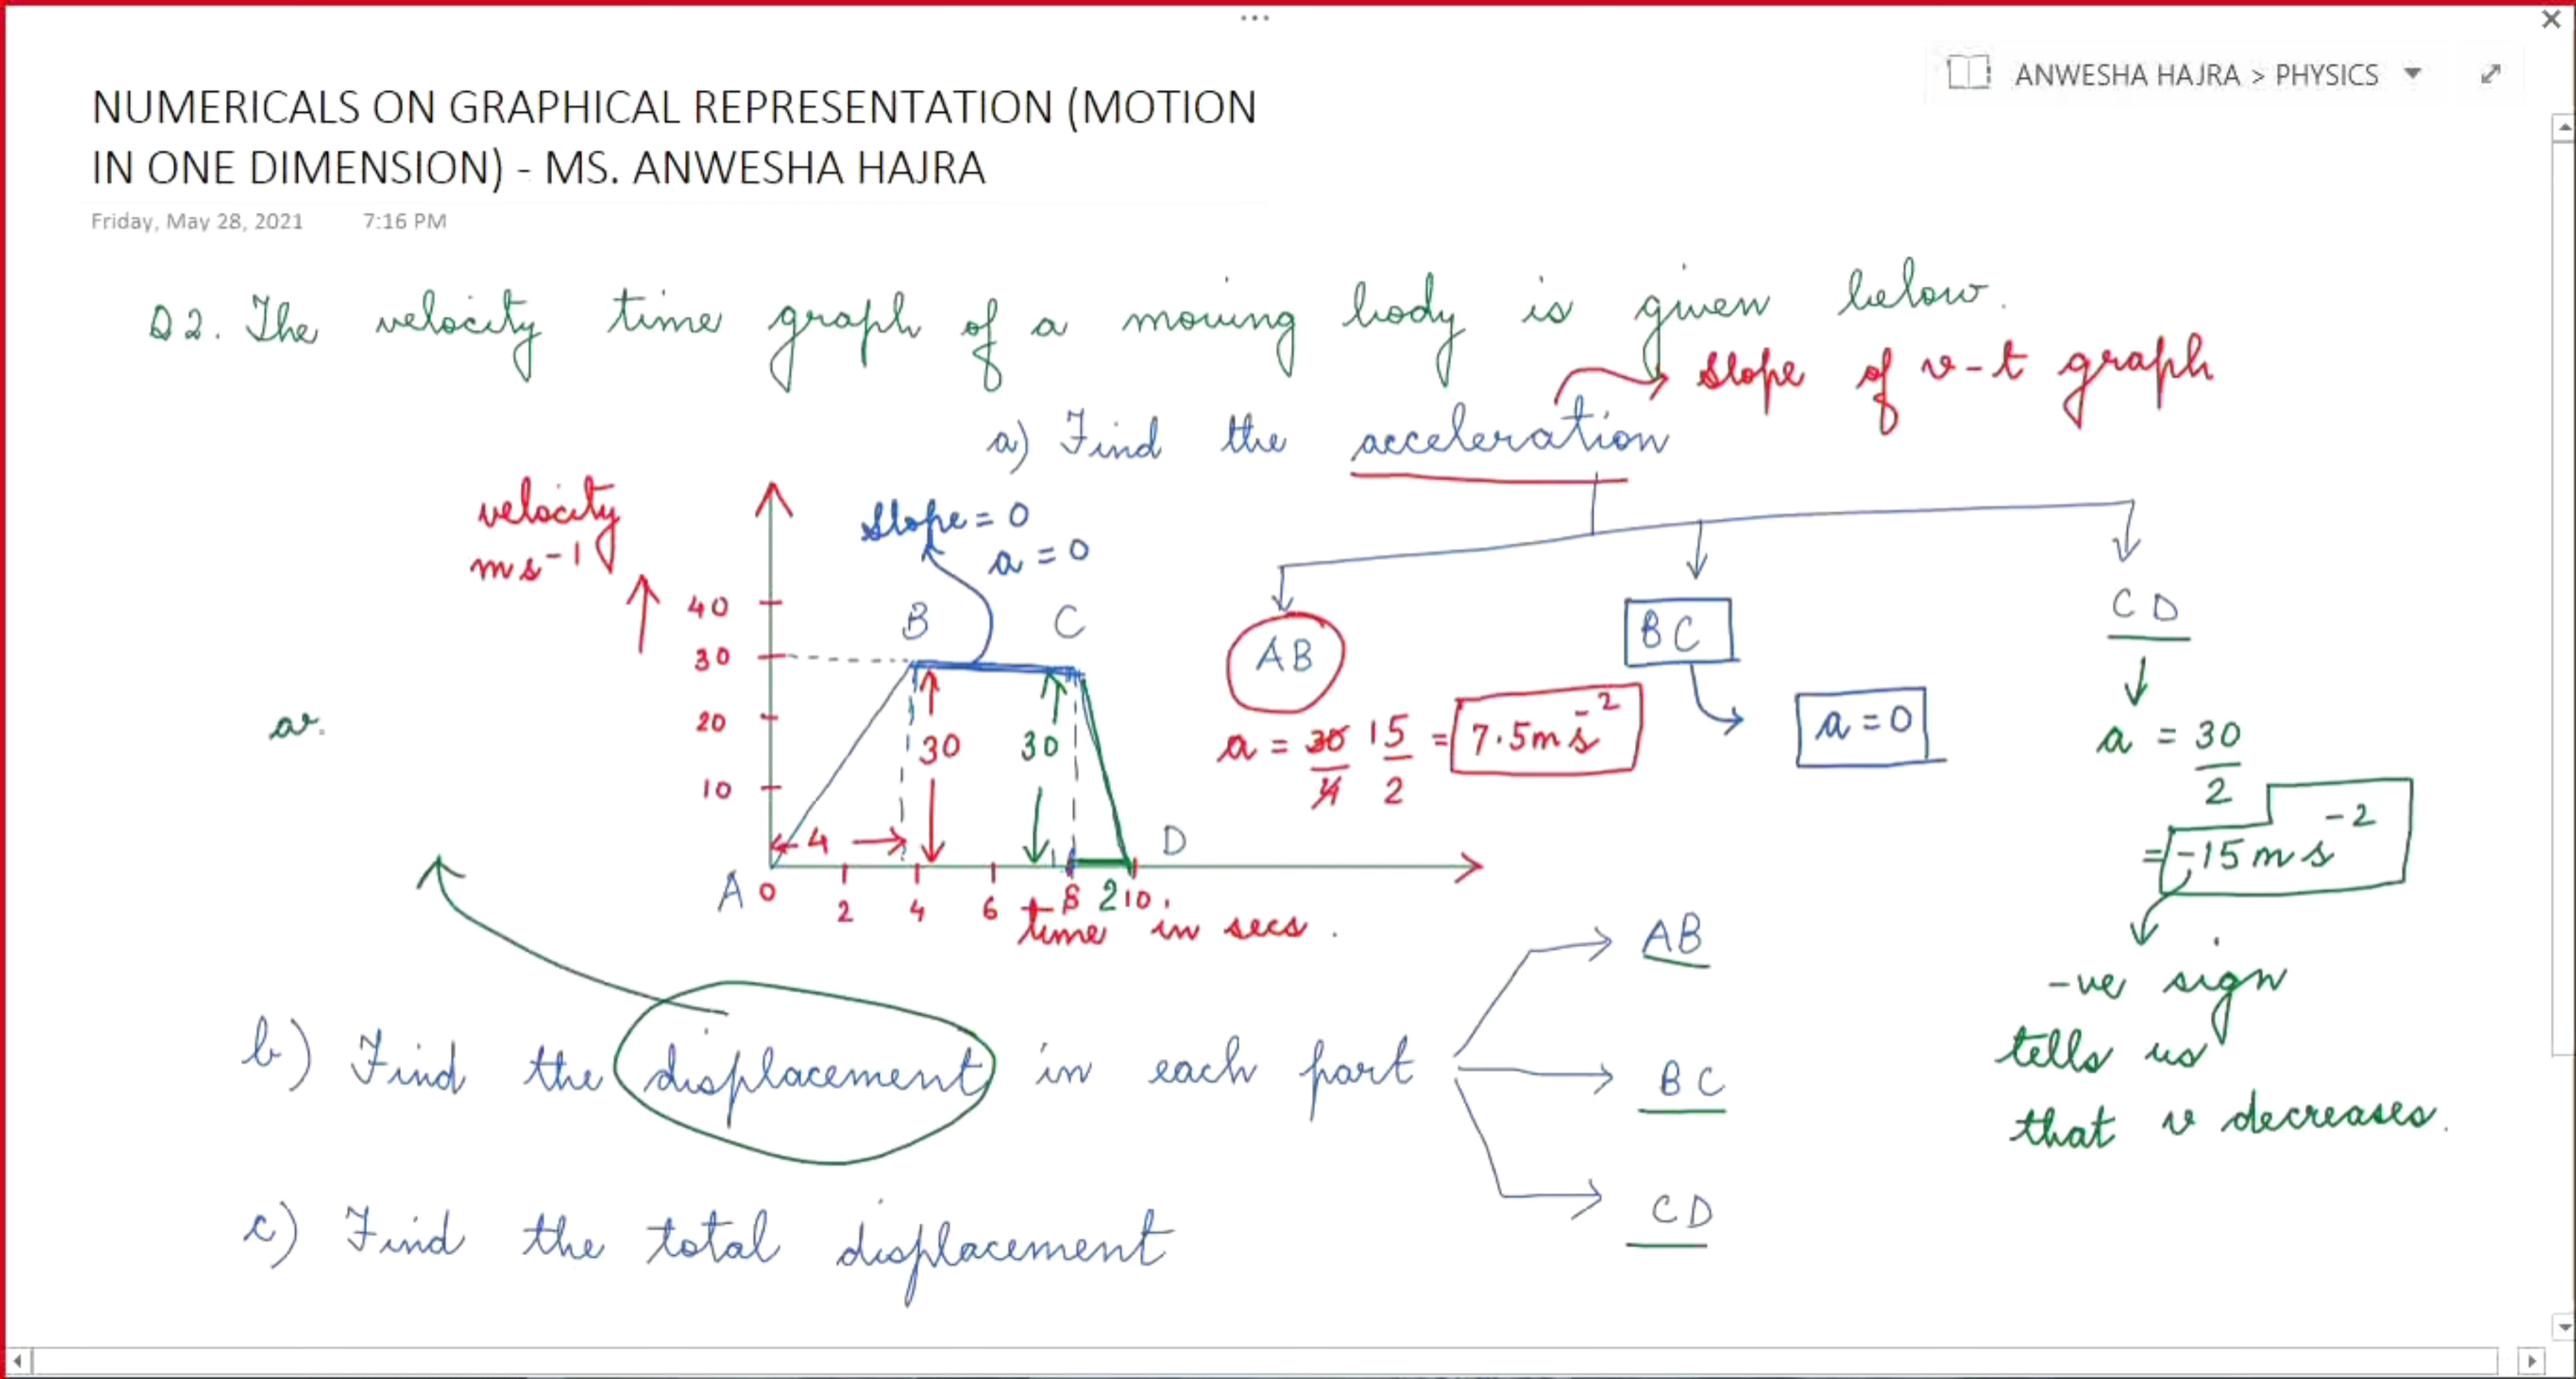 ANWESHA HAJRA > PHYSICS
NUMERICALS ON GRAPHICAL REPRESENTATION (MOTION
IN ONE DIMENSION) - MS. ANWESHA HAJRA
Friday, May 28, 2021 7:16 PM
Q2. The velocity time graph of a moving body is given below.
slope of v-t graph
a) Find the acceleration
velocity
ms⁻¹
slope = 0
a = 0
40
30
20
10
B C
30 30
4
A 0 2 4 6 8 2 10 D
time in secs.
AB
a = 30/4 15/2 = 7.5ms⁻²
BC
a = 0
CD
a = 30/2
= -15ms⁻²
-ve sign
tells us
that v decreases.
ar.
b) Find the displacement in each part
AB
BC
CD
c) Find the total displacement